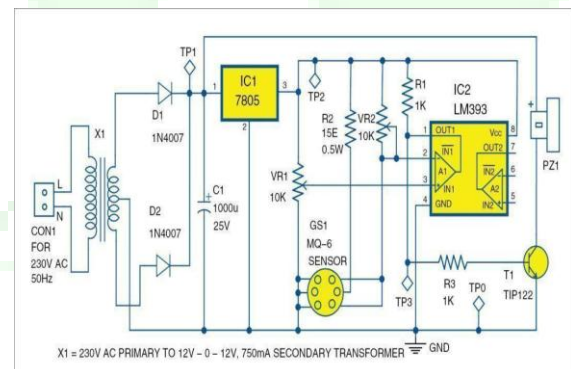 TP1
IC1
7805
1
3
2
TP2
R1
1K
IC2
LM393
D1
1N4007
X1
R2
15E
0.5W
VR2
10K
1
OUT1
Vcc
8
OUT2
7
2
IN1
IN2
A1
3
IN1
A2
6
4
GND
IN2
5
+
PZ1
L
N
CON1
FOR
230V AC
50Hz
D2
1N4007
+
C1
1000u
25V
VR1
10K
GS1
MQ-6
SENSOR
TP3
R3
1K
TP0
T1
TIP122
GND
X1 = 230V AC PRIMARY TO 12V – 0 – 12V, 750mA SECONDARY TRANSFORMER